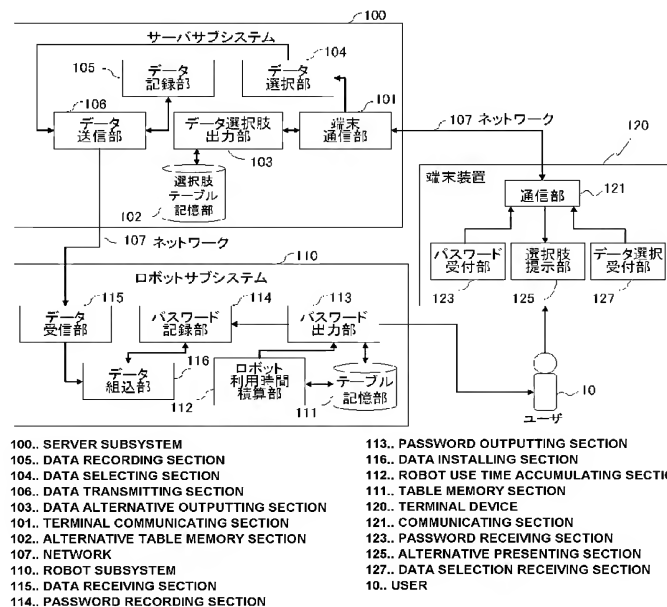 100
サーバサブシステム
104
105
データ
記録部
データ
選択部
106
101
データ
送信部
データ選択肢
出力部
端末
通信部
107 ネットワーク
103
120
選択肢
テーブル
記憶部
102
端末装置
通信部
121
107 ネットワーク
パスワード
受付部
選択肢
提示部
データ選択
受付部
123
125
127
110
ロボットサブシステム
115
114
113
データ
受信部
パスワード
記録部
パスワード
出力部
データ
組込部
116
ロボット
利用時間
積算部
テーブル
記憶部
112
111
10
ユーザ
100.. SERVER SUBSYSTEM
105.. DATA RECORDING SECTION
104.. DATA SELECTING SECTION
106.. DATA TRANSMITTING SECTION
103.. DATA ALTERNATIVE OUTPUTTING SECTION
101.. TERMINAL COMMUNICATING SECTION
102.. ALTERNATIVE TABLE MEMORY SECTION
107.. NETWORK
110.. ROBOT SUBSYSTEM
115.. DATA RECEIVING SECTION
114.. PASSWORD RECORDING SECTION
113.. PASSWORD OUTPUTTING SECTION
116.. DATA INSTALLING SECTION
112.. ROBOT USE TIME ACCUMULATING SECTIO
111.. TABLE MEMORY SECTION
120.. TERMINAL DEVICE
121.. COMMUNICATING SECTION
123.. PASSWORD RECEIVING SECTION
125.. ALTERNATIVE PRESENTING SECTION
127.. DATA SELECTION RECEIVING SECTION
10.. USER